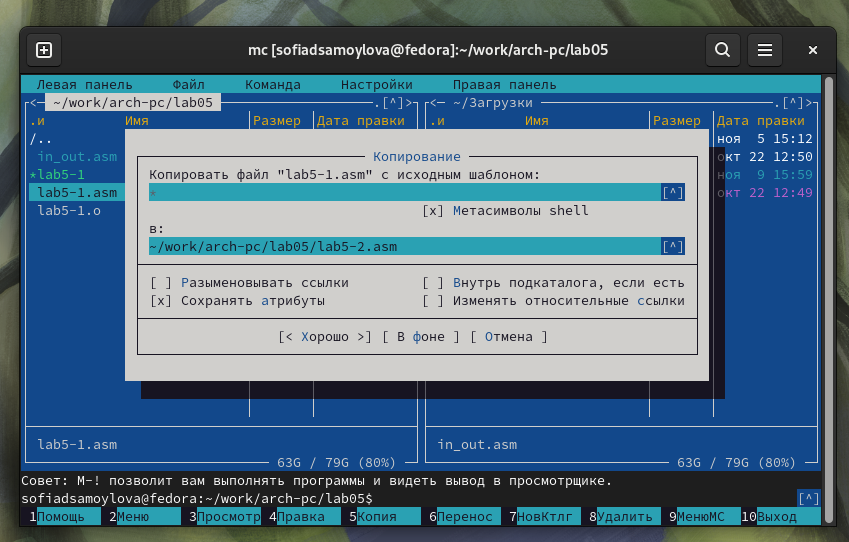 mc [sofiadsamoylova@fedora]:~/work/arch-pc/lab05
Левая панель Файл Команда Настройки Правая панель
<— ~/work/arch-pc/lab05 .[^]> <— ~/Загрузки .[^]>
.и Имя Размер Дата правки .и Имя Размер Дата правки
/.. ноя 5 15:12
in_out.asm окт 22 12:50
*lab5-1 ноя 9 15:59
lab5-1.asm окт 22 12:49
lab5-1.o
Копирование
Копировать файл "lab5-1.asm" с исходным шаблоном:
* [^]
[x] Метасимволы shell
в:
~/work/arch-pc/lab05/lab5-2.asm [^]
[ ] Разыменовывать ссылки [ ] Внутрь подкаталога, если есть
[x] Сохранять атрибуты [ ] Изменять относительные ссылки
[< Хорошо >] [ В фоне ] [ Отмена ]
lab5-1.asm in_out.asm
63G / 79G (80%) 63G / 79G (80%)
Совет: M-! позволит вам выполнять программы и видеть вывод в просмотрщике.
sofiadsamoylova@fedora:~/work/arch-pc/lab05$ [^]
1Помощь 2Меню 3Просмотр 4Правка 5Копия 6Перенос 7НовКтлг 8Удалить 9МенюMC 10Выход